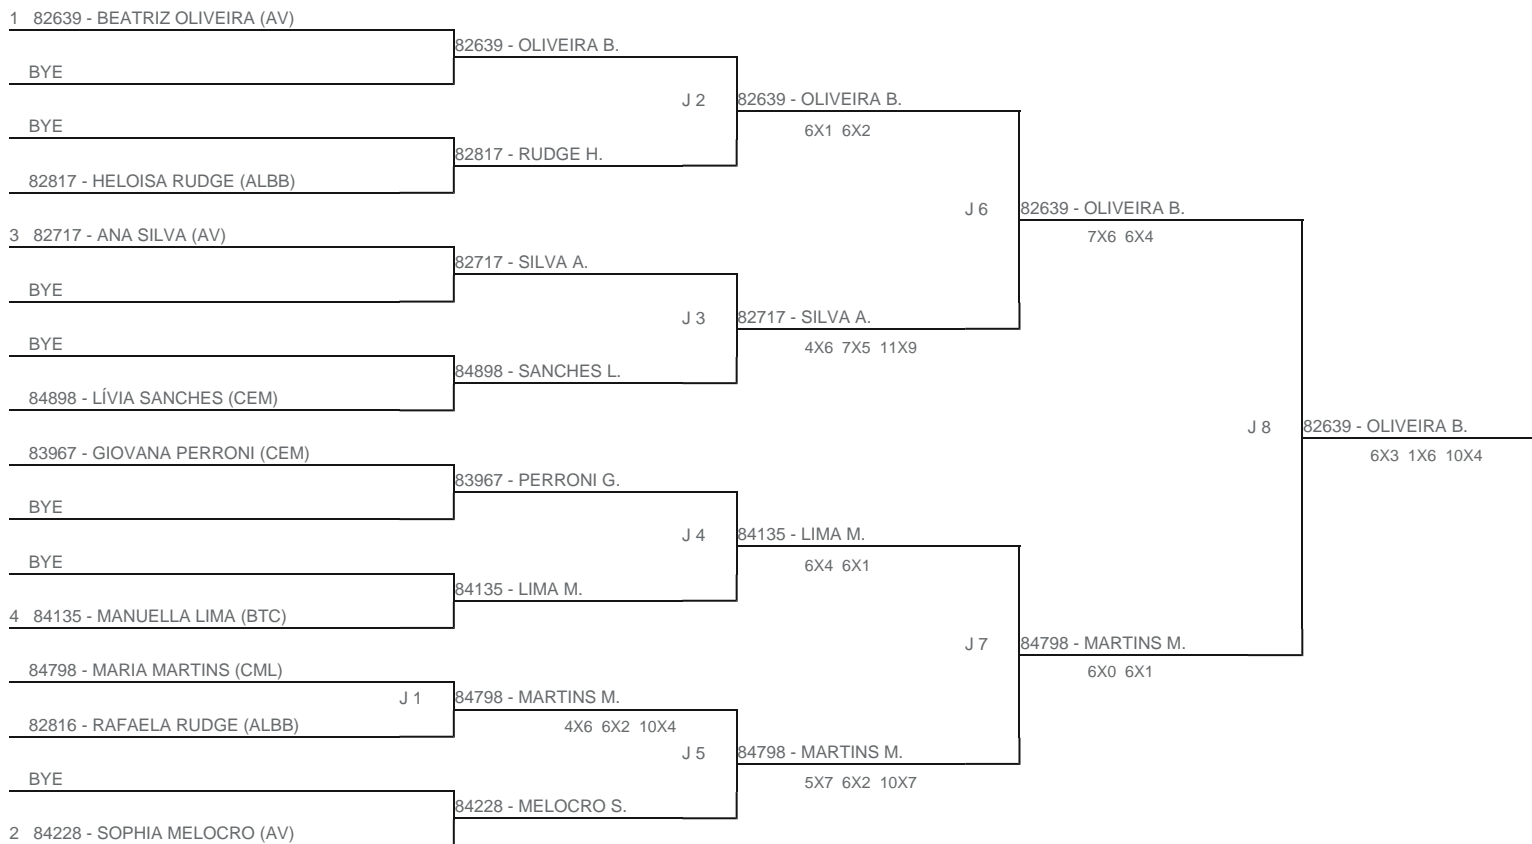 1 82639 - BEATRIZ OLIVEIRA (AV)
82639 - OLIVEIRA B.
BYE
J 2 82639 - OLIVEIRA B.
BYE
6X1 6X2
82817 - RUDGE H.
82817 - HELOISA RUDGE (ALBB)
J 6 82639 - OLIVEIRA B.
3 82717 - ANA SILVA (AV)
7X6 6X4
82717 - SILVA A.
BYE
J 3 82717 - SILVA A.
BYE
4X6 7X5 11X9
84898 - SANCHES L.
84898 - LÍVIA SANCHES (CEM)
J 8 82639 - OLIVEIRA B.
83967 - GIOVANA PERRONI (CEM)
6X3 1X6 10X4
83967 - PERRONI G.
BYE
J 4 84135 - LIMA M.
BYE
6X4 6X1
84135 - LIMA M.
4 84135 - MANUELLA LIMA (BTC)
J 7 84798 - MARTINS M.
84798 - MARIA MARTINS (CML)
6X0 6X1
J 1 84798 - MARTINS M.
82816 - RAFAELA RUDGE (ALBB)
4X6 6X2 10X4
J 5 84798 - MARTINS M.
BYE
5X7 6X2 10X7
84228 - MELOCRO S.
2 84228 - SOPHIA MELOCRO (AV)